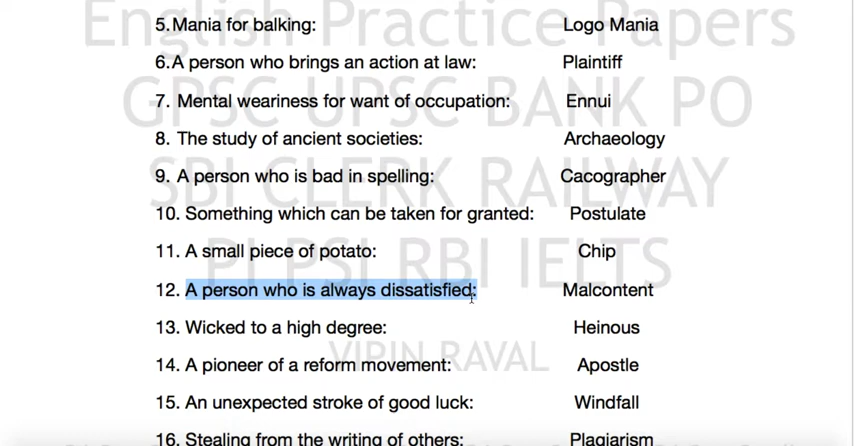 English Practice Papers
5.Mania for balking: Logo Mania
6.A person who brings an action at law: Plaintiff
GPSC UPSC BANK PO
7. Mental weariness for want of occupation: Ennui
8. The study of ancient societies: Archaeology
SBI CLERK RAILWAY
9. A person who is bad in spelling: Cacographer
10. Something which can be taken for granted: Postulate
11. A small piece of potato: Chip
PI PSI RBI IELTS
12. A person who is always dissatisfied: Malcontent
13. Wicked to a high degree: Heinous
VIPIN RAVAL
14. A pioneer of a reform movement: Apostle
15. An unexpected stroke of good luck: Windfall
16. Stealing from the writing of others: Plagiarism